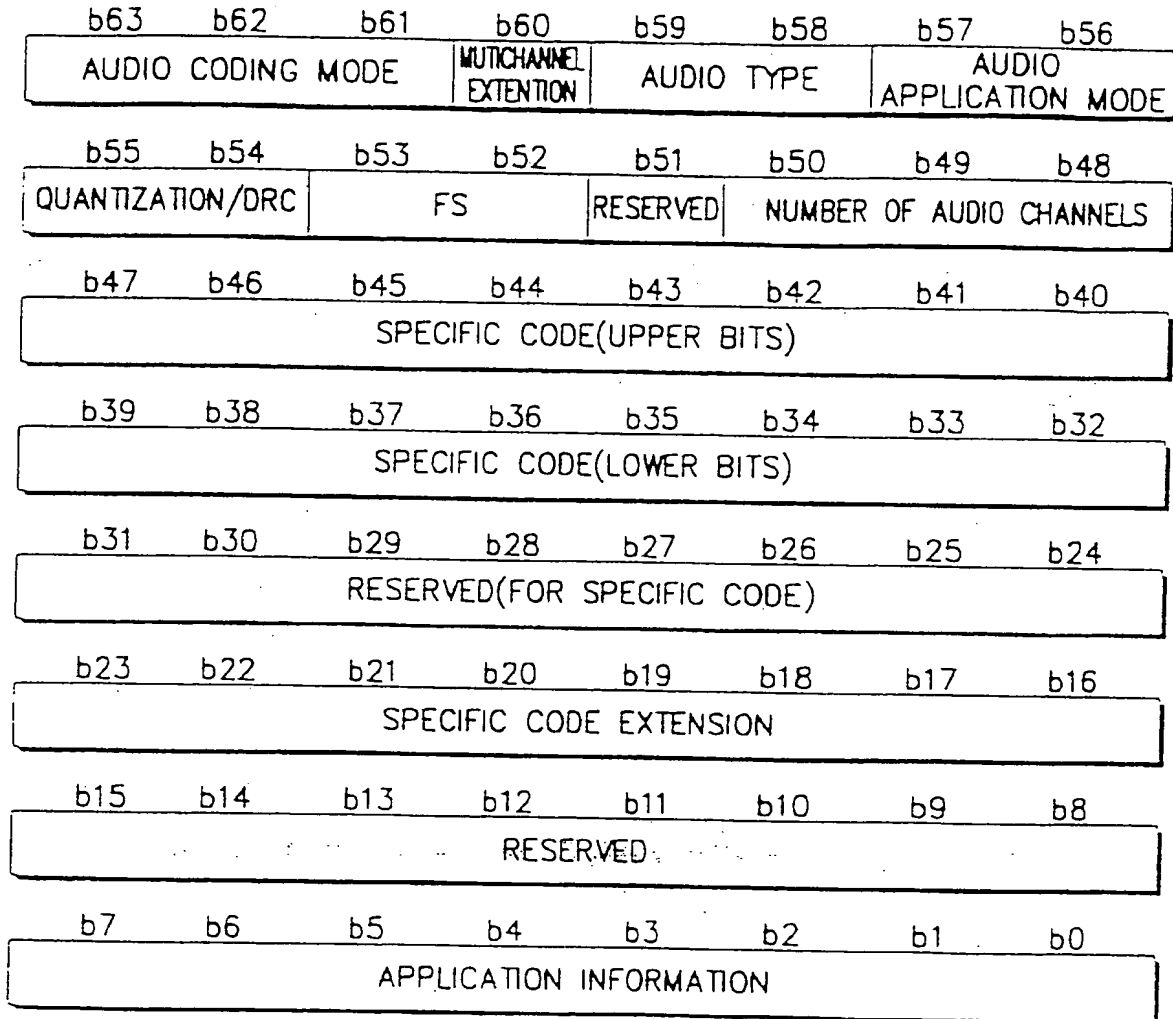 b63 b62 b61 b60 b59 b58 b57 b56
AUDIO CODING MODE MUTICHANNEL EXTENTION AUDIO TYPE AUDIO APPLICATION MODE
b55 b54 b53 b52 b51 b50 b49 b48
QUANTIZATION/DRC FS RESERVED NUMBER OF AUDIO CHANNELS
b47 b46 b45 b44 b43 b42 b41 b40
SPECIFIC CODE(UPPER BITS)
b39 b38 b37 b36 b35 b34 b33 b32
SPECIFIC CODE(LOWER BITS)
b31 b30 b29 b28 b27 b26 b25 b24
RESERVED(FOR SPECIFIC CODE)
b23 b22 b21 b20 b19 b18 b17 b16
SPECIFIC CODE EXTENSION
b15 b14 b13 b12 b11 b10 b9 b8
RESERVED
b7 b6 b5 b4 b3 b2 b1 b0
APPLICATION INFORMATION